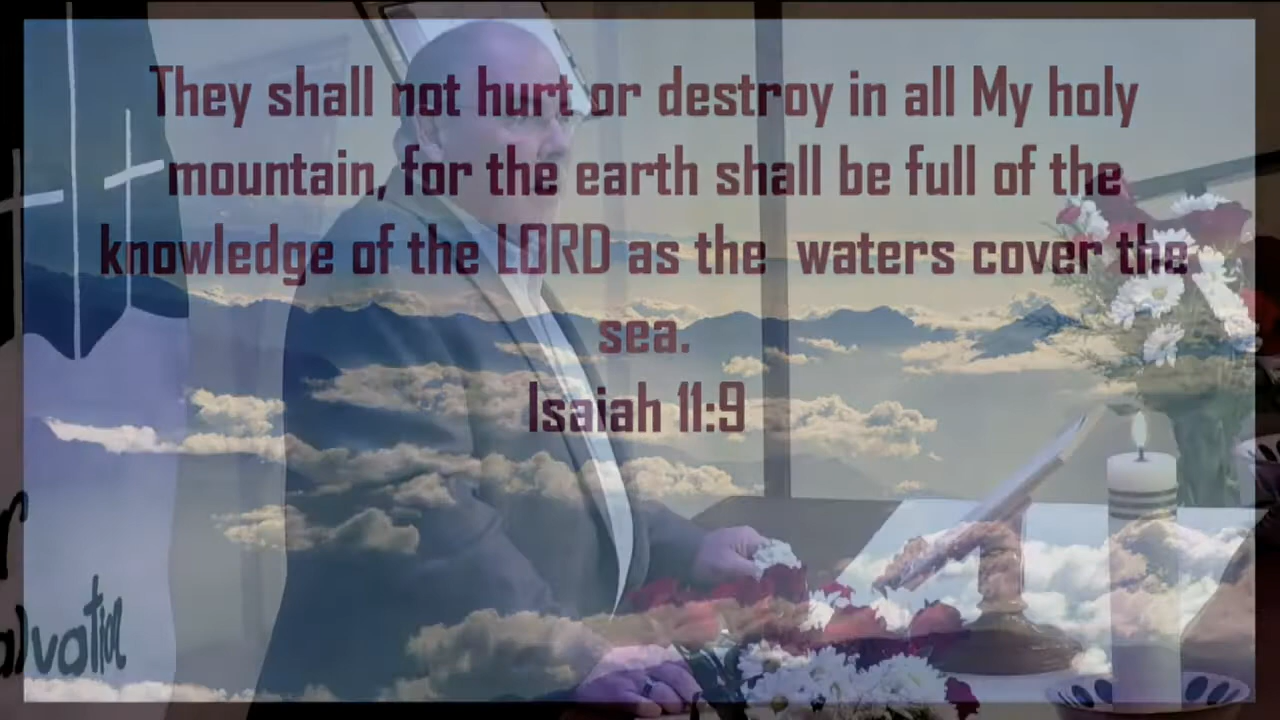 They shall not hurt or destroy in all My holy
mountain, for the earth shall be full of the
knowledge of the LORD as the waters cover the
sea.
Isaiah 11:9